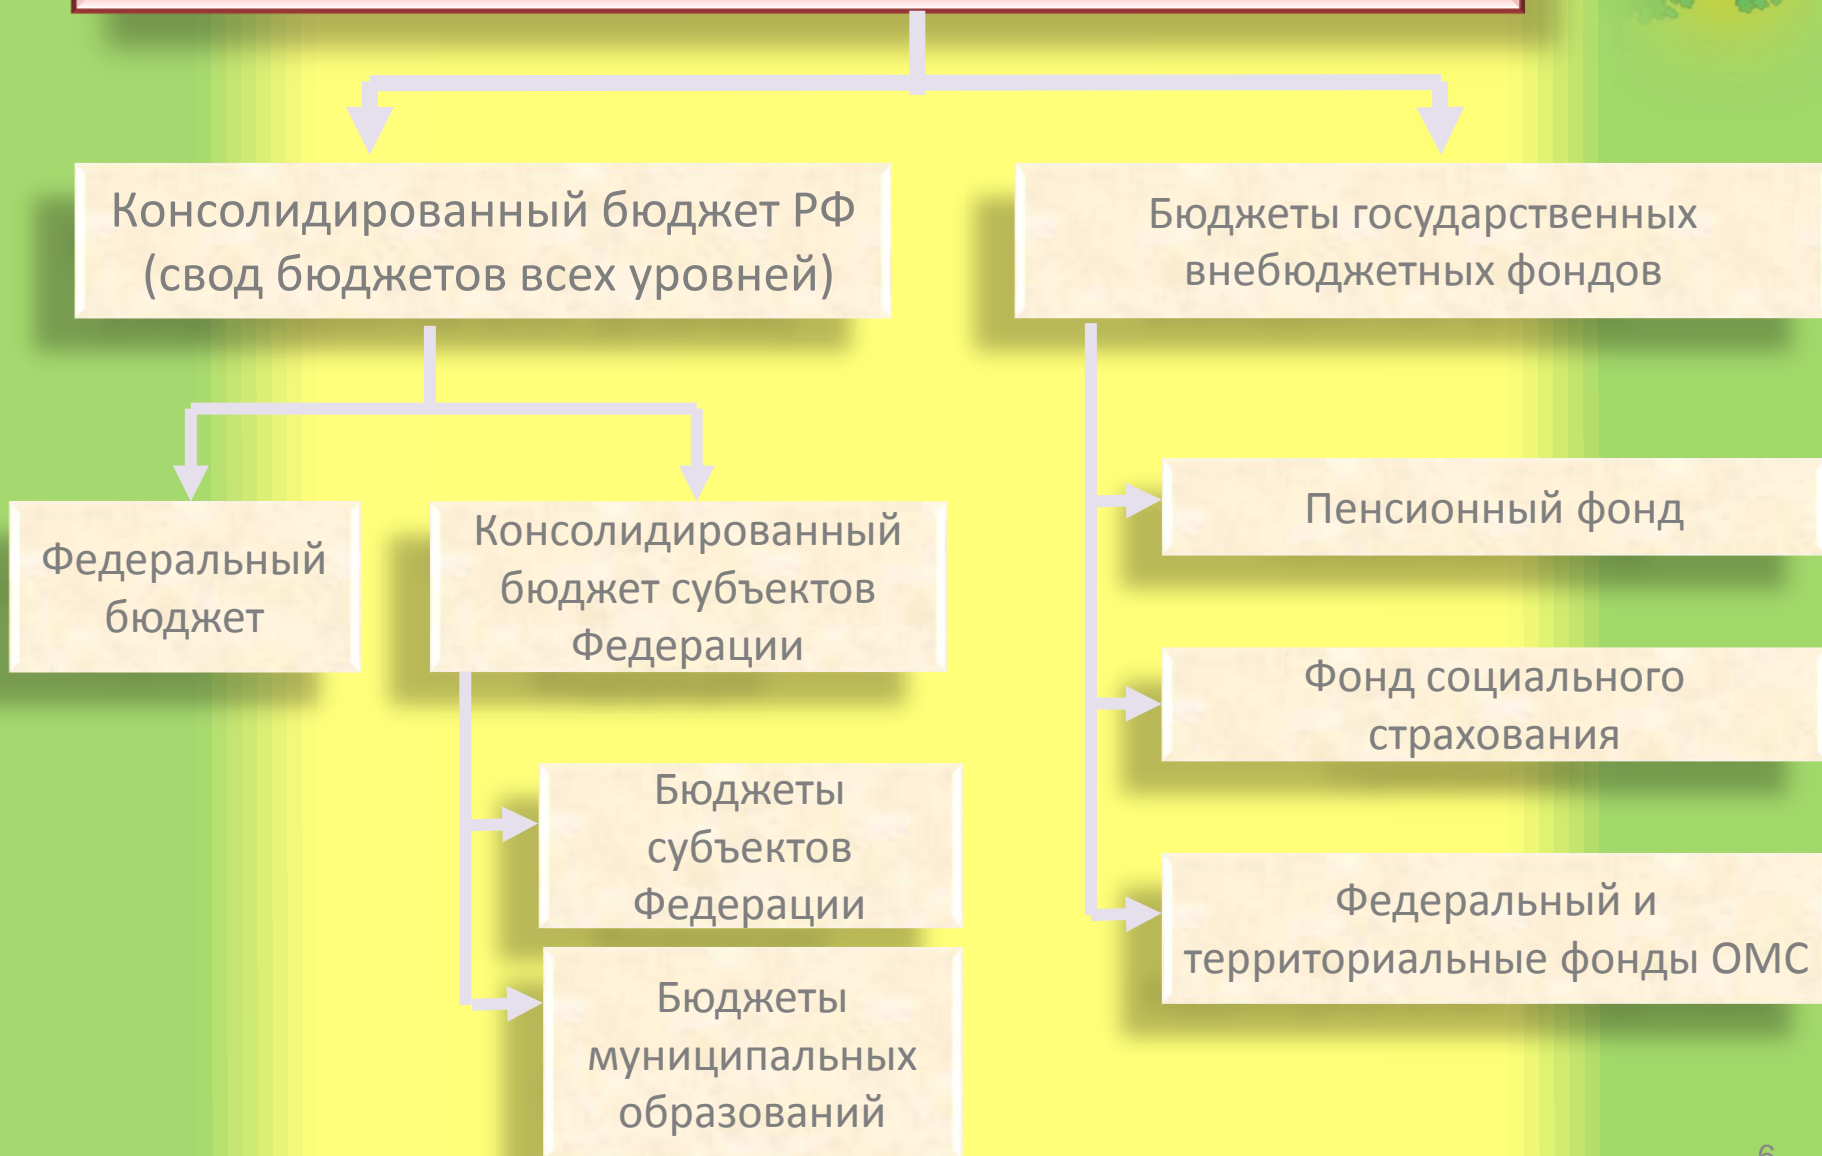 Консолидированный бюджет РФ
(свод бюджетов всех уровней)
Бюджеты государственных
внебюджетных фондов
Федеральный
бюджет
Консолидированный
бюджет субъектов
Федерации
Бюджеты
субъектов
Федерации
Бюджеты
муниципальных
образований
Пенсионный фонд
Фонд социального
страхования
Федеральный и
территориальные фонды ОМС
6